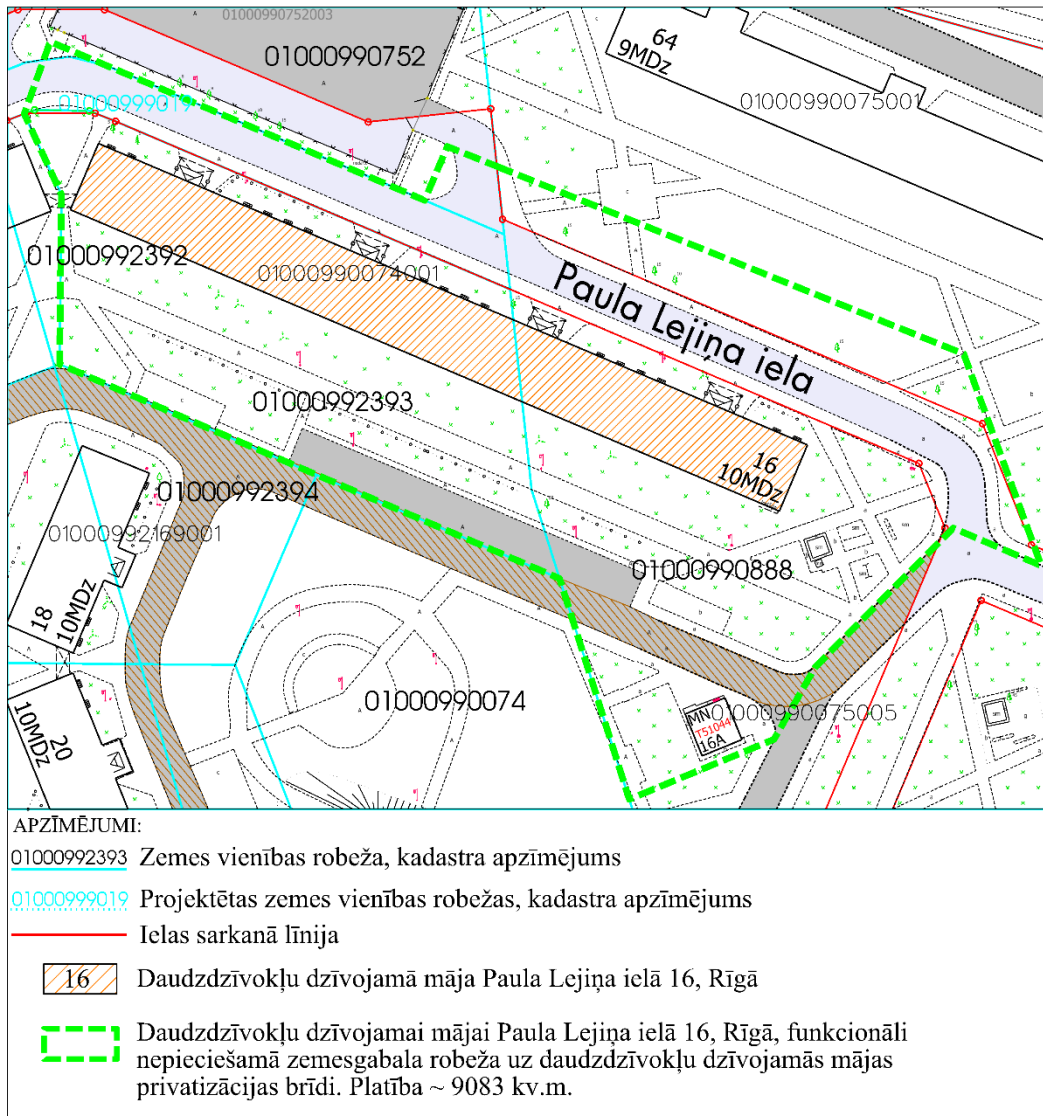 01000990752003
64
9MDz
01000990752
01000990075001
01000999019
01000992392
01000990074001
Paula Lejiņa iela
01000992393
16
10MDz
01000992394
01000992169001
01000990888
18
10MDz
01000990074
01000990075005
MN
T51044
16A
20
10MDz
APZĪMĒJUMI:
01000992393 Zemes vienības robeža, kadastra apzīmējums
01000999019 Projektētas zemes vienības robežas, kadastra apzīmējums
Ielas sarkanā līnija
16 Daudzdzīvokļu dzīvojamā māja Paula Lejiņa ielā 16, Rīgā
Daudzdzīvokļu dzīvojamai mājai Paula Lejiņa ielā 16, Rīgā, funkcionāli
nepieciešamā zemesgabala robeža uz daudzdzīvokļu dzīvojamās mājas
privatizācijas brīdi. Platība ~ 9083 kv.m.